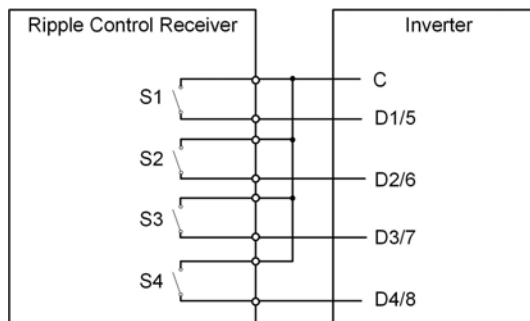 Ripple Control Receiver
Inverter
S1
C
D1/5
S2
D2/6
S3
D3/7
S4
D4/8